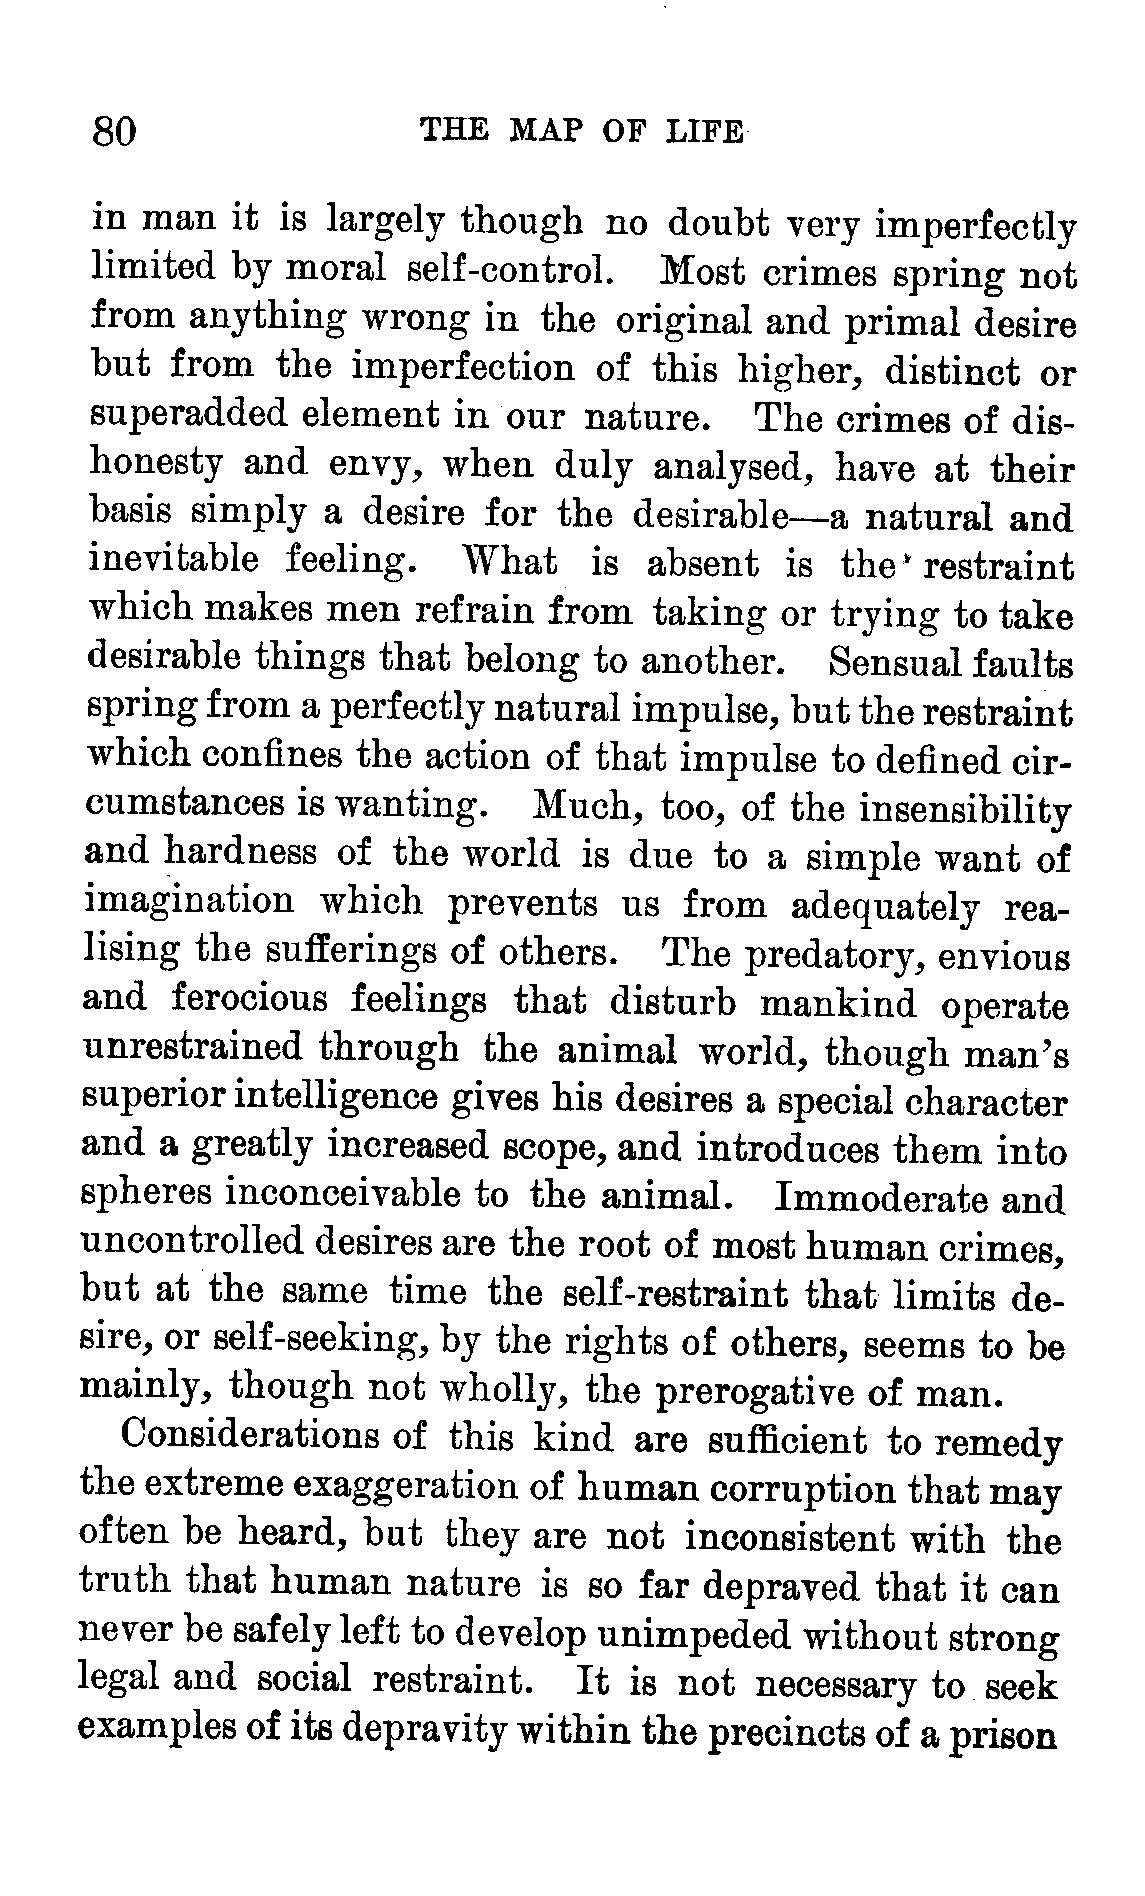 80 THE MAP OF LIFE
in man it is largely though no doubt very imperfectly
limited by moral self-control. Most crimes spring not
from anything wrong in the original and primal desire
but from the imperfection of this higher, distinct or
superadded element in our nature. The crimes of dis-
honesty and envy, when duly analysed, have at their
basis simply a desire for the desirable—a natural and
inevitable feeling. What is absent is the restraint
which makes men refrain from taking or trying to take
desirable things that belong to another. Sensual faults
spring from a perfectly natural impulse, but the restraint
which confines the action of that impulse to defined cir-
cumstances is wanting. Much, too, of the insensibility
and hardness of the world is due to a simple want of
imagination which prevents us from adequately rea-
lising the sufferings of others. The predatory, envious
and ferocious feelings that disturb mankind operate
unrestrained through the animal world, though man's
superior intelligence gives his desires a special character
and a greatly increased scope, and introduces them into
spheres inconceivable to the animal. Immoderate and
uncontrolled desires are the root of most human crimes,
but at the same time the self-restraint that limits de-
sire, or self-seeking, by the rights of others, seems to be
mainly, though not wholly, the prerogative of man.
Considerations of this kind are sufficient to remedy
the extreme exaggeration of human corruption that may
often be heard, but they are not inconsistent with the
truth that human nature is so far depraved that it can
never be safely left to develop unimpeded without strong
legal and social restraint. It is not necessary to seek
examples of its depravity within the precincts of a prison